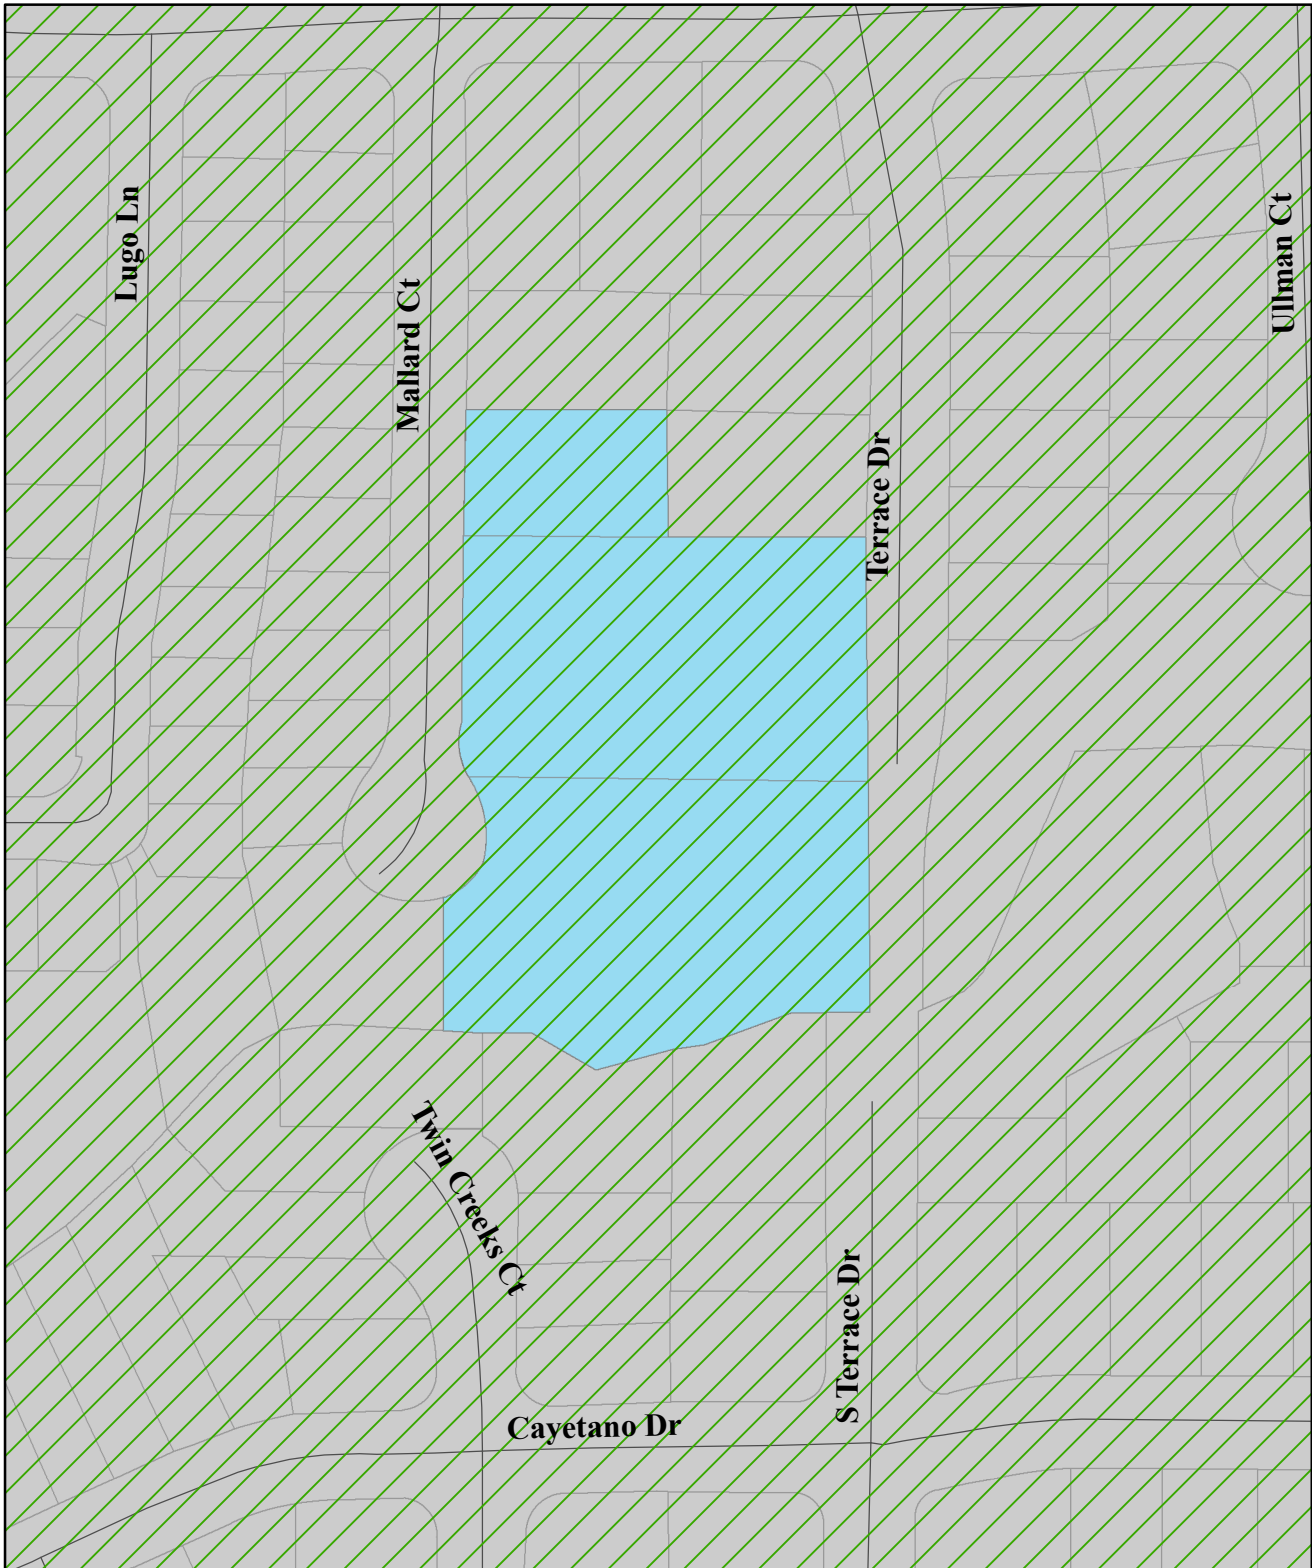 Lugo Ln
Ullman Ct
Mallard Ct
Terrace Dr
Twin Creeks Ct
S Terrace Dr
Cayetano Dr